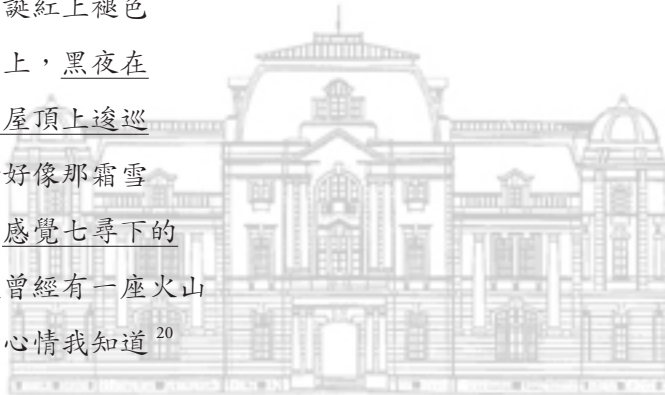 誕紅上褪色
上，黑夜在
屋頂上逡巡
好像那霜雪
感覺七尋下的
曾經有一座火山
心情我知道 20